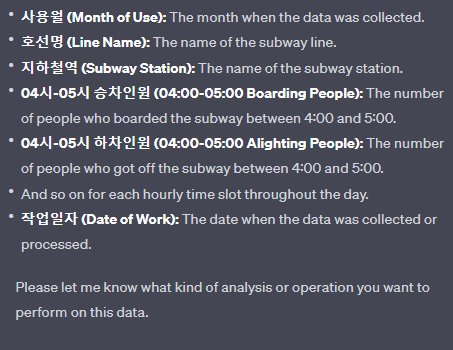 • 사용월 (Month of Use): The month when the data was collected.
• 호선명 (Line Name): The name of the subway line.
• 지하철역 (Subway Station): The name of the subway station.
• 04시-05시 승차인원 (04:00-05:00 Boarding People): The number
of people who boarded the subway between 4:00 and 5:00.
• 04시-05시 하차인원 (04:00-05:00 Alighting People): The number
of people who got off the subway between 4:00 and 5:00.
• And so on for each hourly time slot throughout the day.
• 작업일자 (Date of Work): The date when the data was collected or
processed.
Please let me know what kind of analysis or operation you want to
perform on this data.